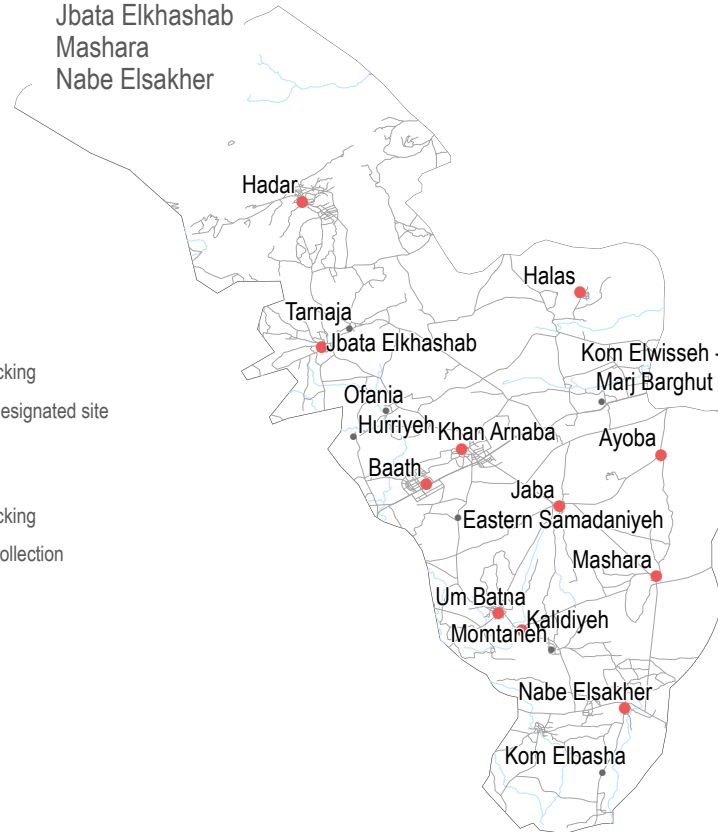 Jbata Elkhashab
Mashara
Nabe Elsakher
Hadar
Halas
Tarnaja
Jbata Elkhashab
Kom Elwisseh -
Marj Barghut
cking
esignated site
Ofania
Hurriyeh
Khan Arnaba
Ayoba
Baath
Jaba
Eastern Samadaniyeh
cking
ollection
Mashara
Um Batna
Kalidiyeh
Momtaneh
Nabe Elsakher
Kom Elbasha